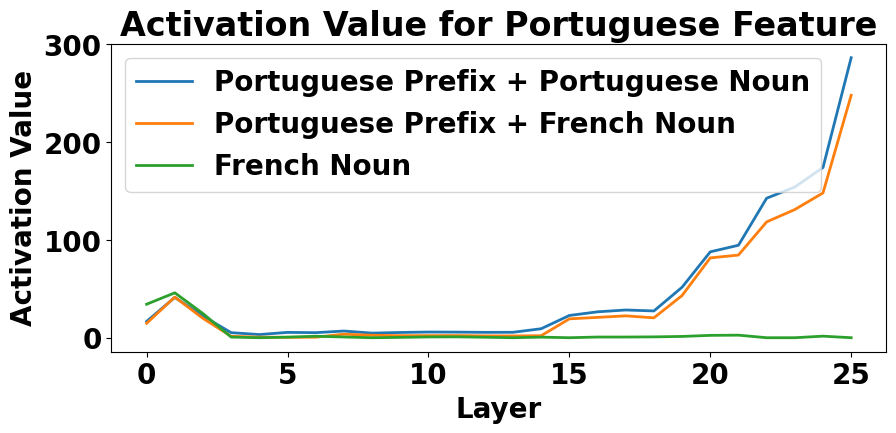 Activation Value for Portuguese Feature
Activation Value
300
200
100
0
Portuguese Prefix + Portuguese Noun
Portuguese Prefix + French Noun
French Noun
0 5 10 15 20 25
Layer